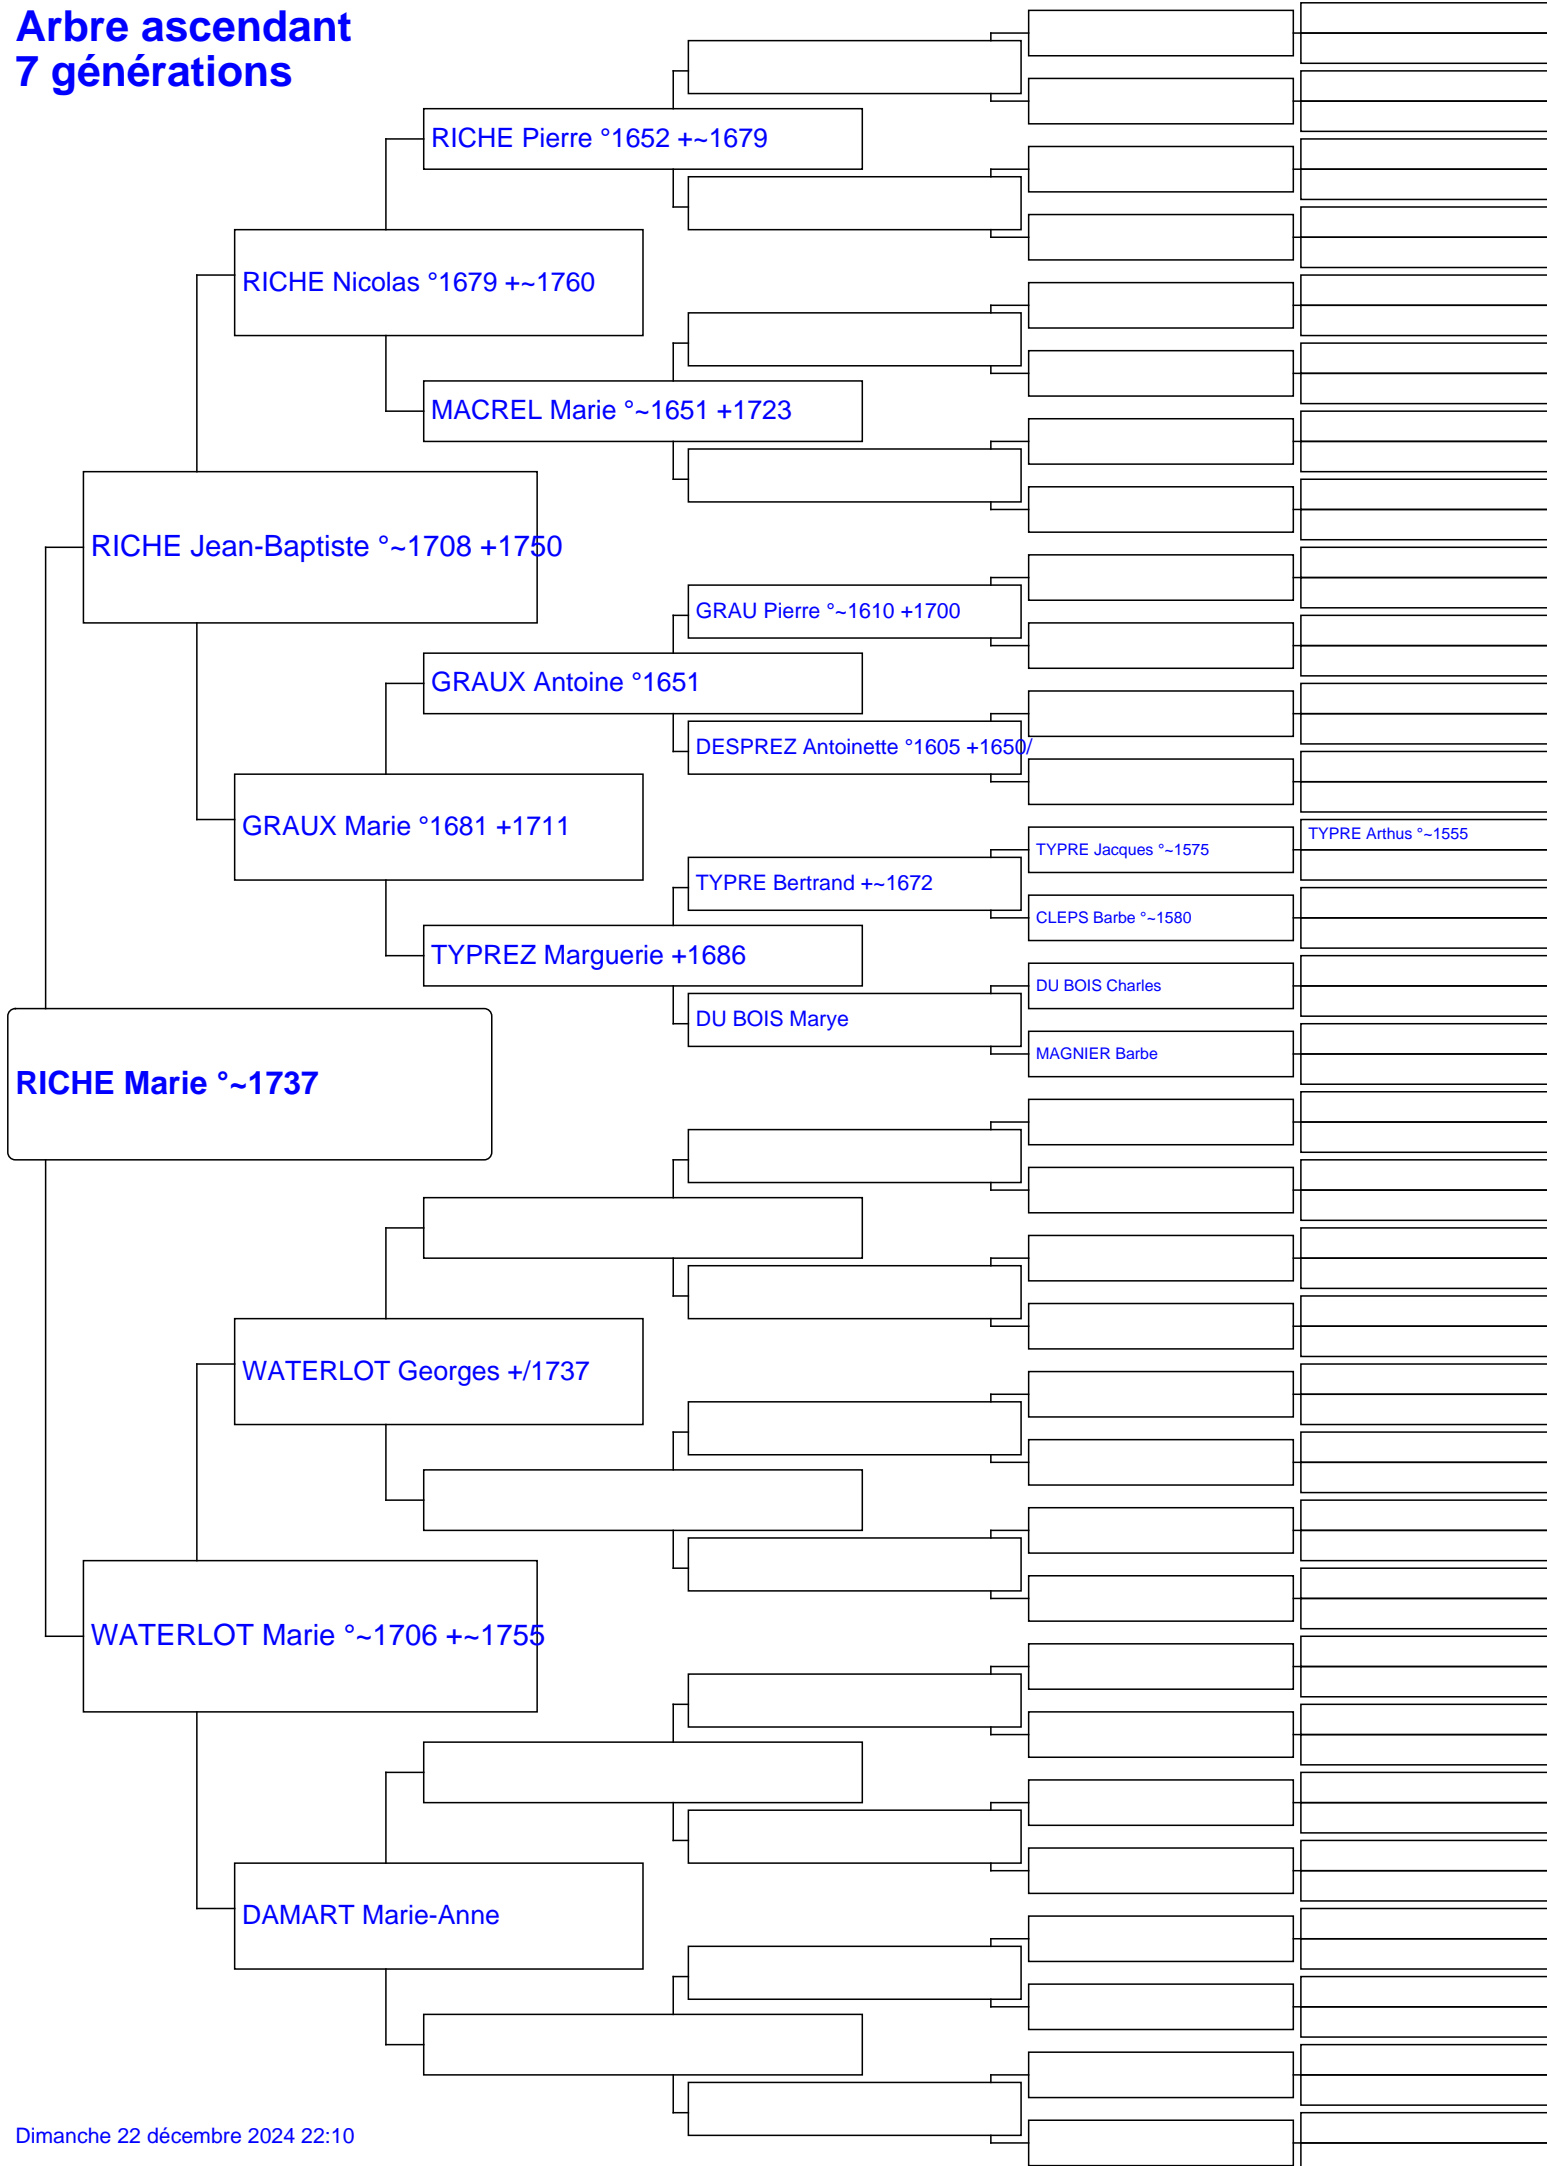 Arbre ascendant
7 générations
RICHE Pierre °1652 +~1679
RICHE Nicolas °1679 +~1760
MACREL Marie °~1651 +1723
RICHE Jean-Baptiste °~1708 +1750
GRAU Pierre °~1610 +1700
GRAUX Antoine °1651
DESPREZ Antoinette °1605 +1650/
GRAUX Marie °1681 +1711
TYPRE Arthus °~1555
TYPRE Jacques °~1575
TYPRE Bertrand +~1672
CLEPS Barbe °~1580
TYPREZ Marguerie +1686
DU BOIS Charles
DU BOIS Marye
MAGNIER Barbe
RICHE Marie °~1737
WATERLOT Georges +/1737
WATERLOT Marie °~1706 +~1755
DAMART Marie-Anne
Dimanche 22 décembre 2024 22:10